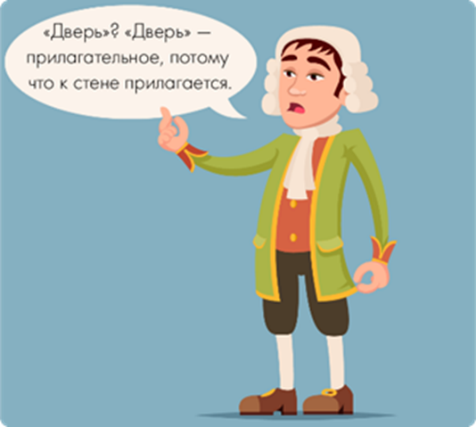 «Дверь»? «Дверь» —
прилагательное, потому
что к стене прилагается.